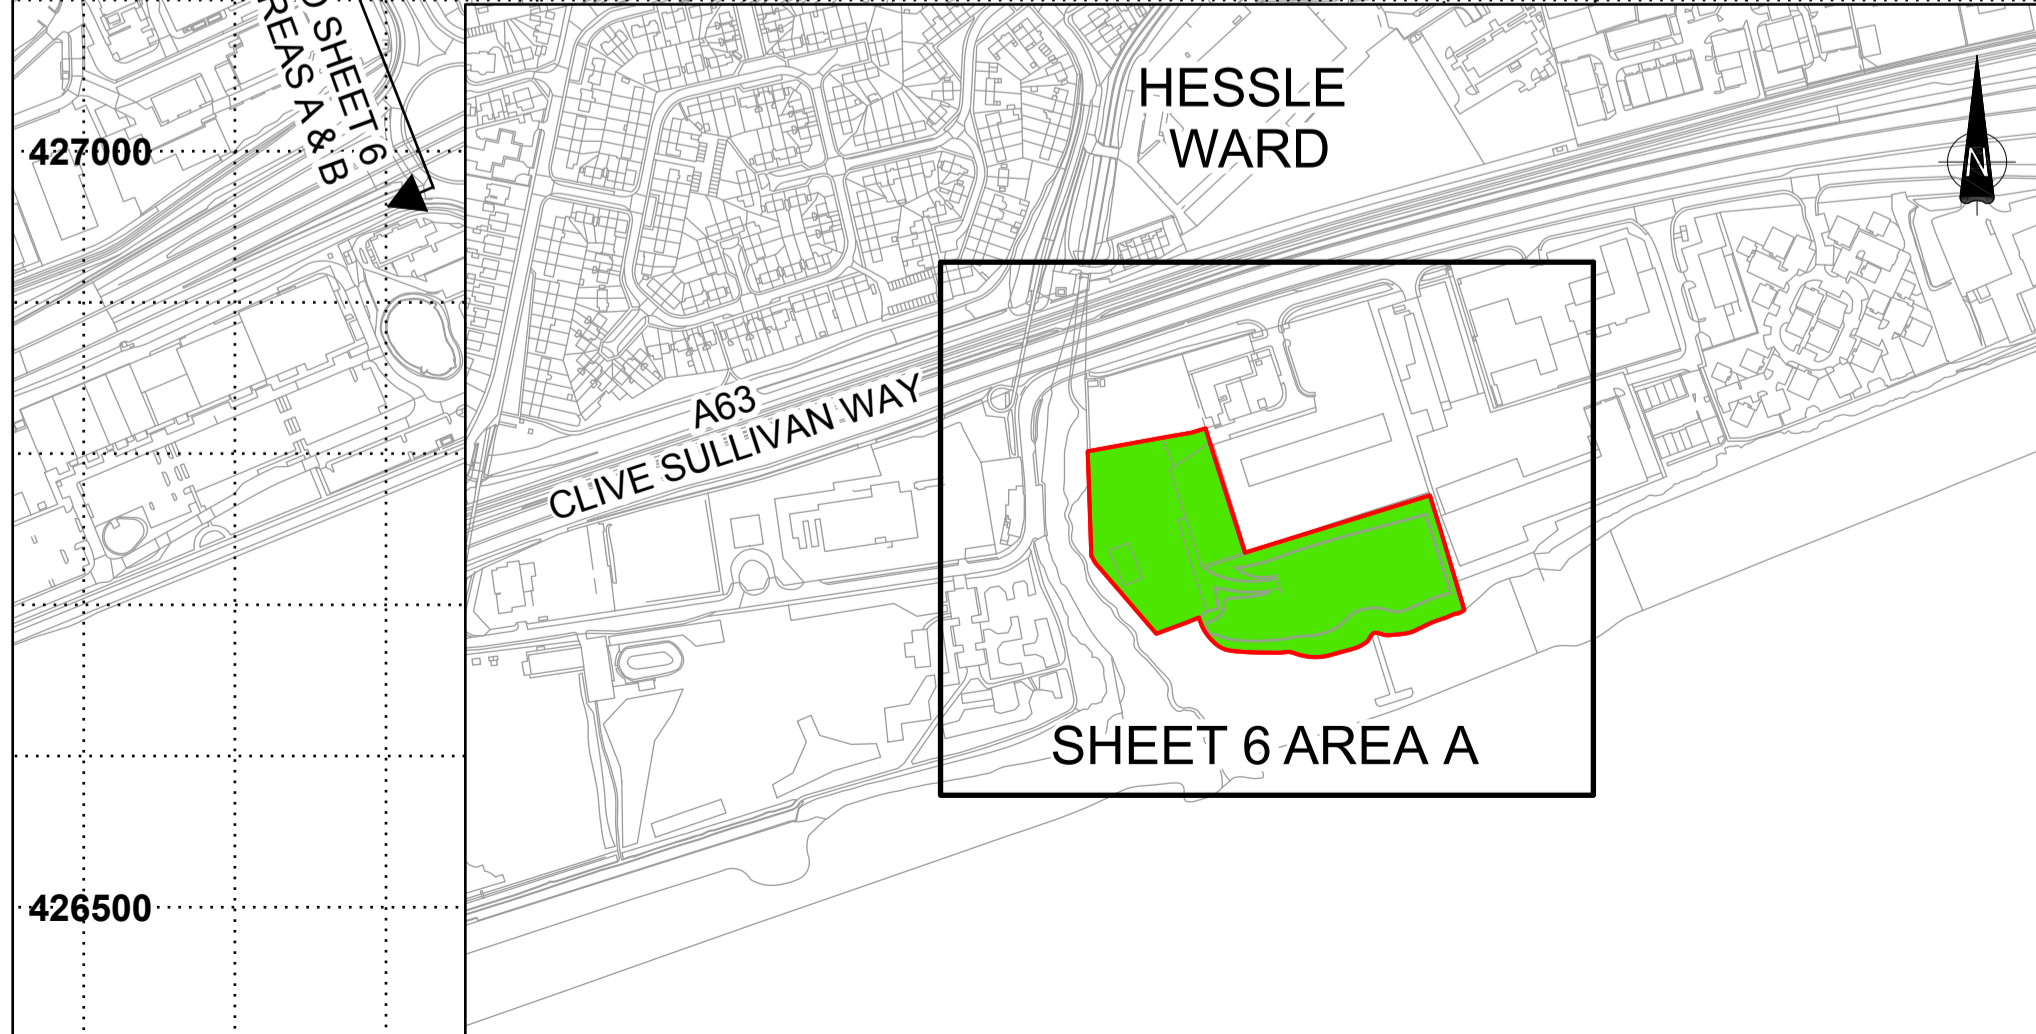 SHEET 6
REAS A & B
427000
426500
HESSLE
WARD
N
A63
CLIVE SULLIVAN WAY
SHEET 6 AREA A